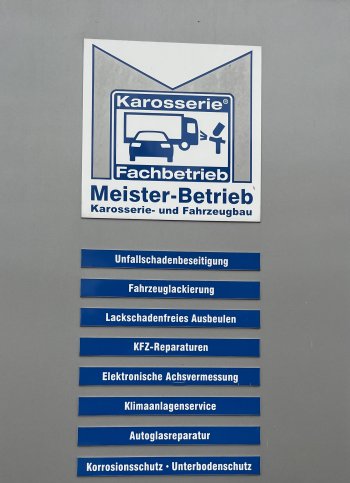 Karosserie®
Fachbetrieb
Meister-Betrieb
Karosserie- und Fahrzeugbau
Unfallschadenbeseitigung
Fahrzeuglackierung
Lackschadenfreies Ausbeulen
KFZ-Reparaturen
Elektronische Achsvermessung
Klimaanlagenservice
Autoglasreparatur
Korrosionsschutz · Unterbodenschutz